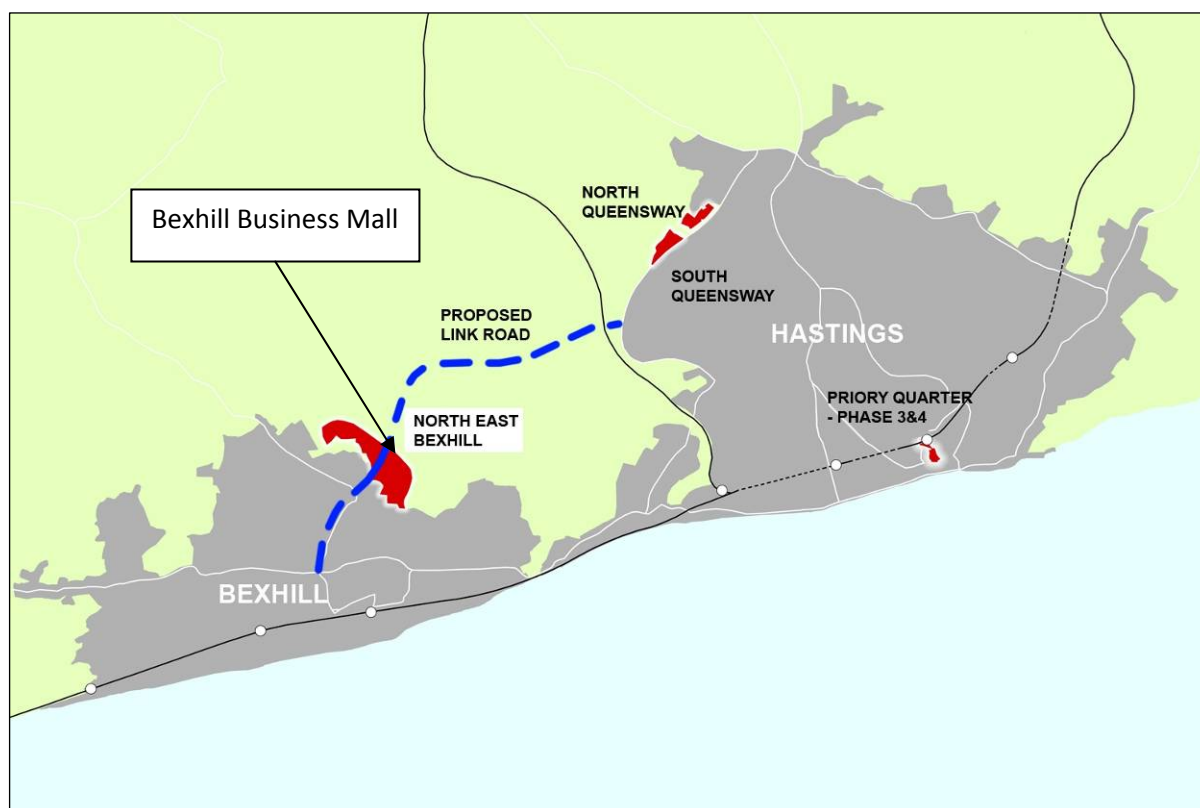 Bexhill Business Mall
NORTH
QUEENSWAY
SOUTH
QUEENSWAY
PROPOSED
LINK ROAD
HASTINGS
PRIORY QUARTER
- PHASE 3&4
NORTH EAST
BEXHILL
BEXHILL